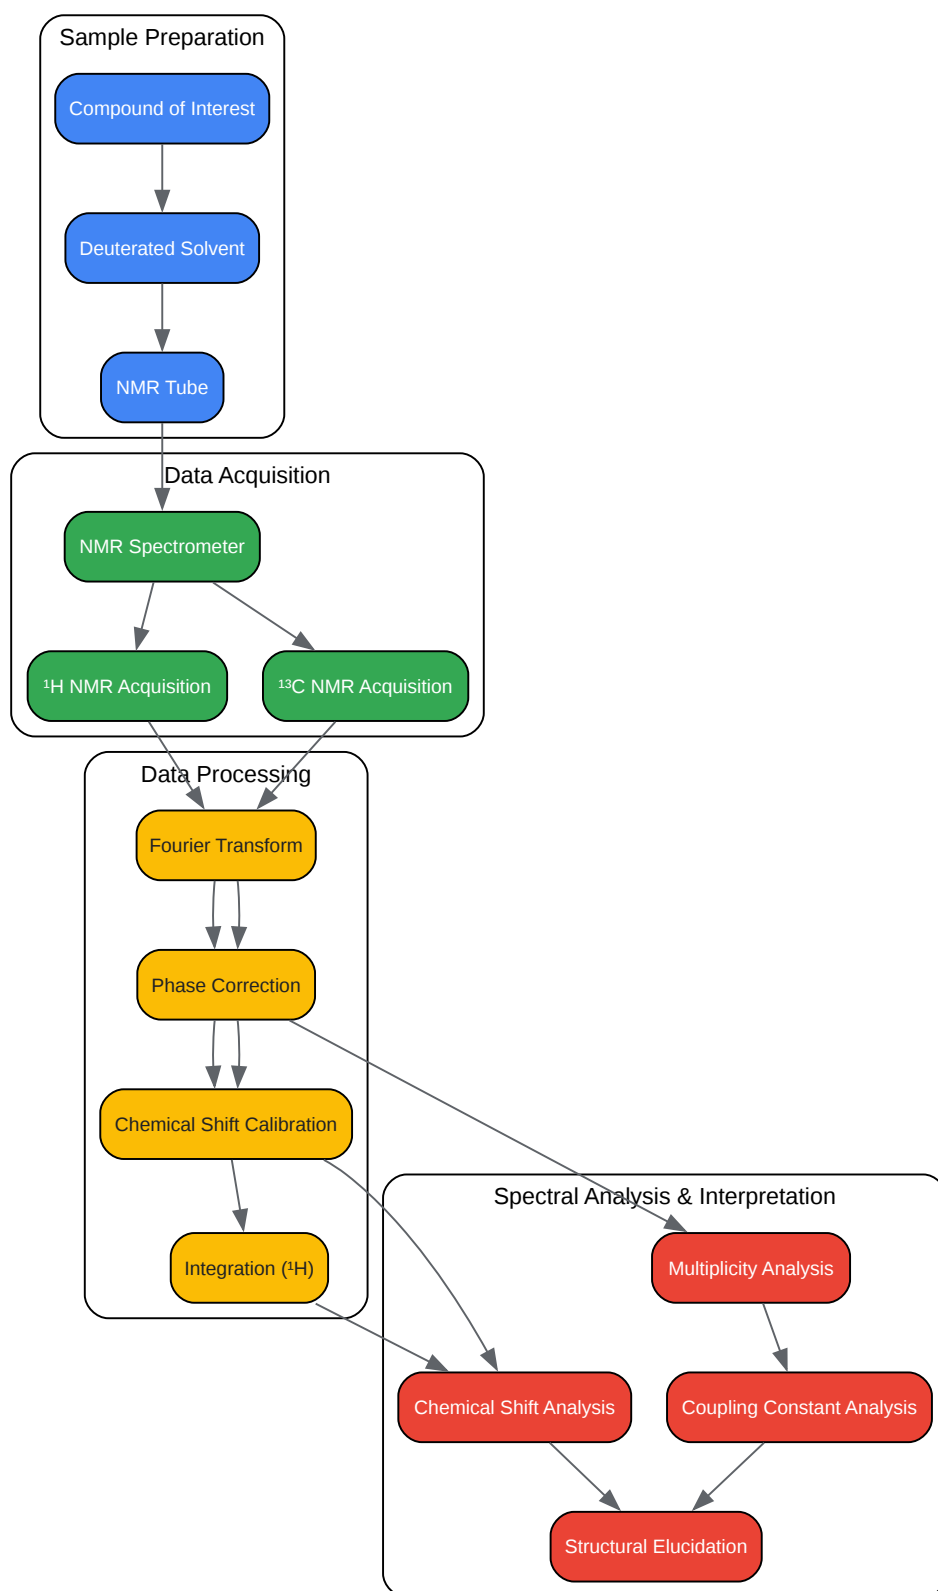 Sample Preparation
Compound of Interest
Deuterated Solvent
NMR Tube
Data Acquisition
NMR Spectrometer
¹H NMR Acquisition
¹³C NMR Acquisition
Data Processing
Fourier Transform
Phase Correction
Chemical Shift Calibration
Spectral Analysis & Interpretation
Integration (¹H)
Multiplicity Analysis
Chemical Shift Analysis
Coupling Constant Analysis
Structural Elucidation